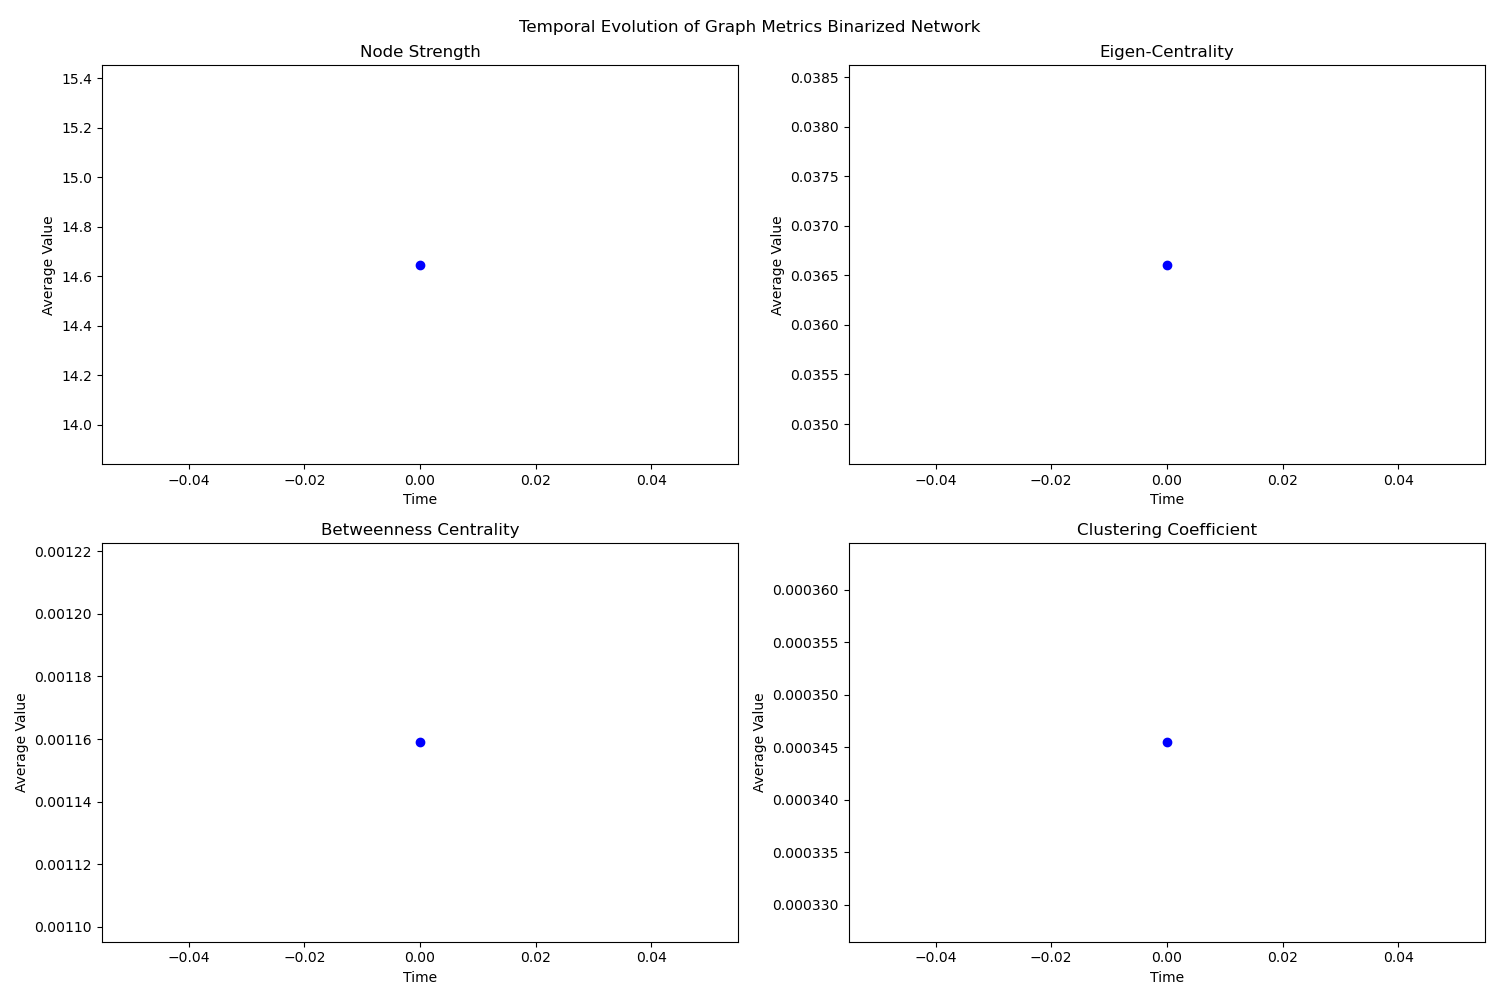 Temporal Evolution of Graph Metrics Binarized Network
Node Strength
15.4
15.2
15.0
14.8
14.6
14.4
14.2
14.0
Average Value
−0.04 −0.02 0.00 0.02 0.04
Time
Eigen-Centrality
0.0385
0.0380
0.0375
0.0370
0.0365
0.0360
0.0355
0.0350
Average Value
−0.04 −0.02 0.00 0.02 0.04
Time
Betweenness Centrality
0.00122
0.00120
0.00118
0.00116
0.00114
0.00112
0.00110
Average Value
−0.04 −0.02 0.00 0.02 0.04
Time
Clustering Coefficient
0.000360
0.000355
0.000350
0.000345
0.000340
0.000335
0.000330
Average Value
−0.04 −0.02 0.00 0.02 0.04
Time